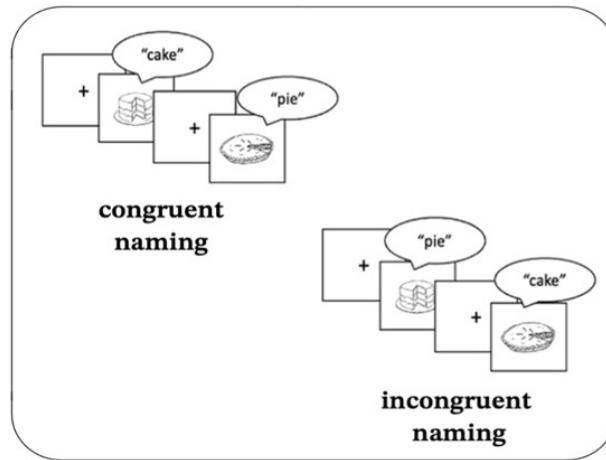 “cake”
“pie”
congruent
naming
“pie”
“cake”
incongruent
naming